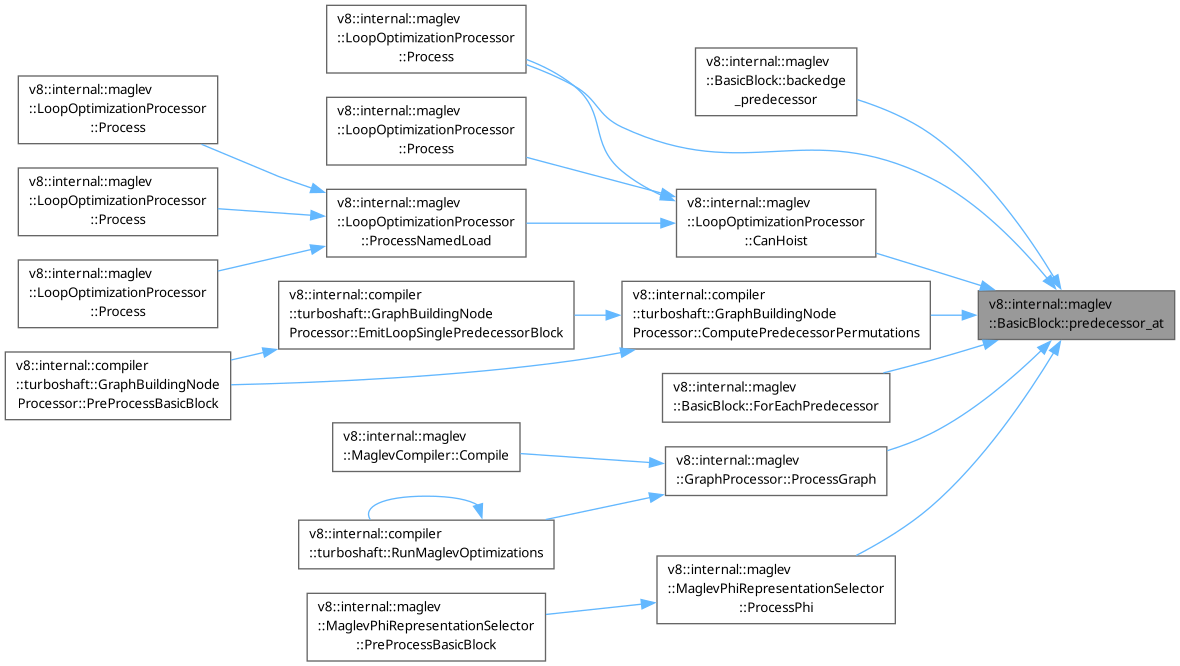 v8::internal::maglev
::LoopOptimizationProcessor
::Process
v8::internal::maglev
::BasicBlock::backedge
_predecessor
v8::internal::maglev
::LoopOptimizationProcessor
::Process
v8::internal::maglev
::LoopOptimizationProcessor
::Process
v8::internal::maglev
::LoopOptimizationProcessor
::Process
v8::internal::maglev
::LoopOptimizationProcessor
::ProcessNamedLoad
v8::internal::maglev
::LoopOptimizationProcessor
::CanHoist
v8::internal::maglev
::LoopOptimizationProcessor
::Process
v8::internal::compiler
::turboshaft::GraphBuildingNode
Processor::EmitLoopSinglePredecessorBlock
v8::internal::compiler
::turboshaft::GraphBuildingNode
Processor::ComputePredecessorPermutations
v8::internal::maglev
::BasicBlock::predecessor_at
v8::internal::compiler
::turboshaft::GraphBuildingNode
Processor::PreProcessBasicBlock
v8::internal::maglev
::BasicBlock::ForEachPredecessor
v8::internal::maglev
::MaglevCompiler::Compile
v8::internal::maglev
::GraphProcessor::ProcessGraph
v8::internal::compiler
::turboshaft::RunMaglevOptimizations
v8::internal::maglev
::MaglevPhiRepresentationSelector
::ProcessPhi
v8::internal::maglev
::MaglevPhiRepresentationSelector
::PreProcessBasicBlock